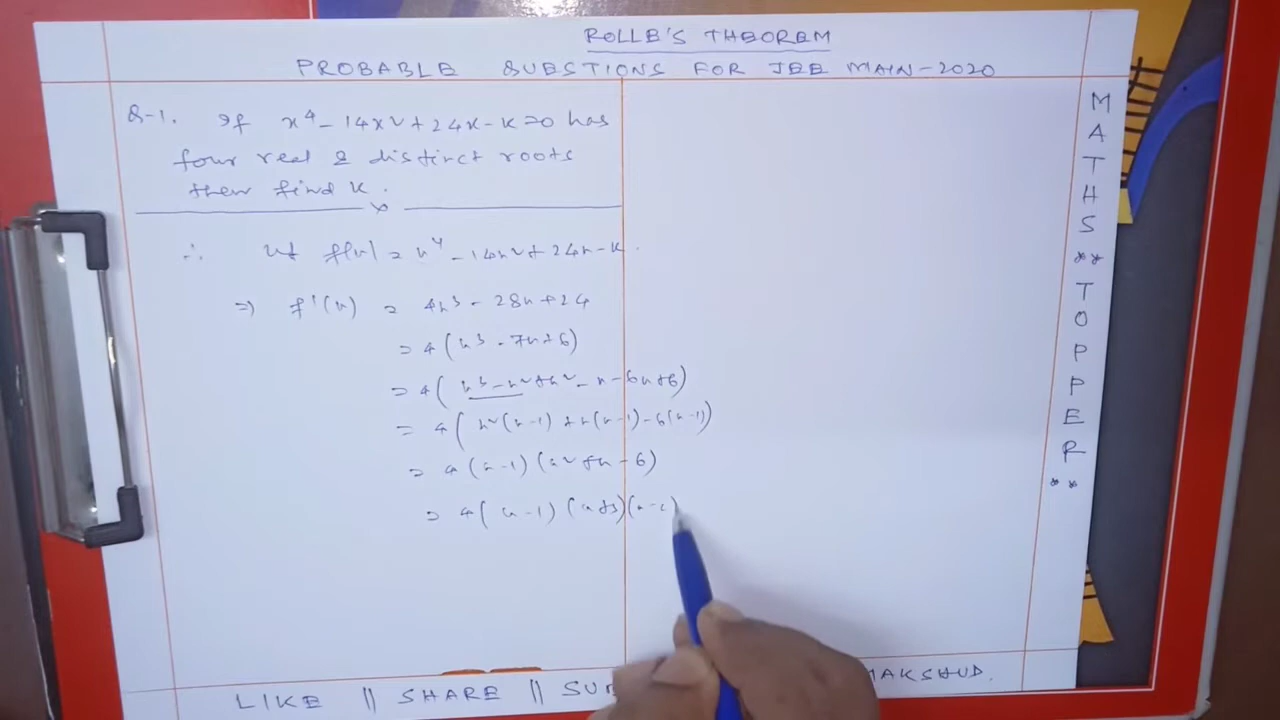 ROLLE'S THEOREM
PROBABLE QUESTIONS FOR JEE MAIN-2020
Q-1. If x⁴-14x²+24x-k=0 has
four real & distinct roots
then find k.
∴ Let f(x) = x⁴-14x²+24x-k.
⇒ f'(x) = 4x³-28x+24
= 4(x³-7x+6)
= 4(x³-x²+x²-x-6x+6)
= 4(x²(x-1)+x(x-1)-6(x-1))
= 4(x-1)(x²+x-6)
= 4(x-1)(x+3)(x-2)
MATHS ** TOPPER **
LIKE || SHARE || SU
MAKSHUD.